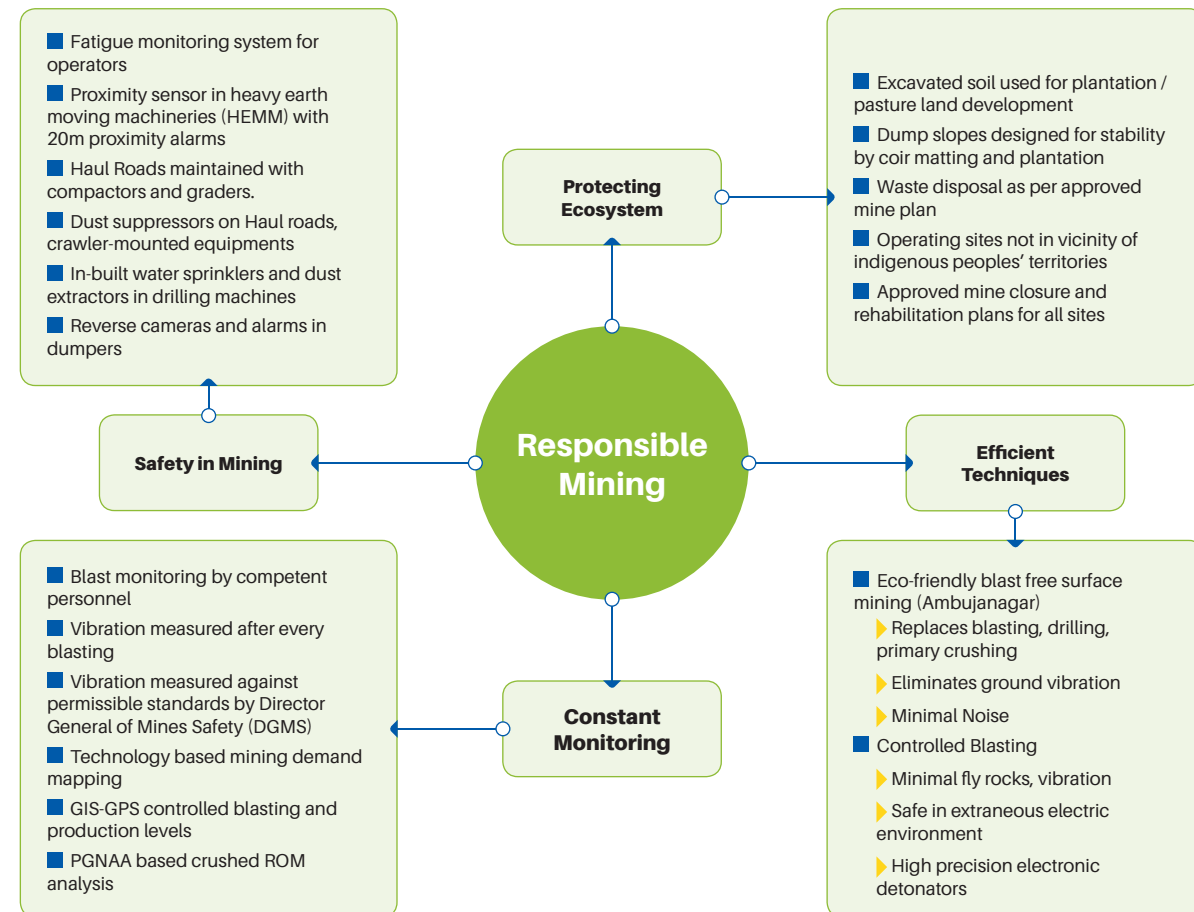 Fatigue monitoring system for
operators
Proximity sensor in heavy earth
moving machineries (HEMM) with
20m proximity alarms
Haul Roads maintained with
compactors and graders.
Dust suppressors on Haul roads,
crawler-mounted equipments
In-built water sprinklers and dust
extractors in drilling machines
Reverse cameras and alarms in
dumpers
Safety in Mining
Protecting
Ecosystem
Excavated soil used for plantation /
pasture land development
Dump slopes designed for stability
by coir matting and plantation
Waste disposal as per approved
mine plan
Operating sites not in vicinity of
indigenous peoples’ territories
Approved mine closure and
rehabilitation plans for all sites
Responsible
Mining
Efficient
Techniques
Blast monitoring by competent
personnel
Vibration measured after every
blasting
Vibration measured against
permissible standards by Director
General of Mines Safety (DGMS)
Technology based mining demand
mapping
GIS-GPS controlled blasting and
production levels
PGNAA based crushed ROM
analysis
Constant
Monitoring
Eco-friendly blast free surface
mining (Ambujanagar)
Replaces blasting, drilling,
primary crushing
Eliminates ground vibration
Minimal Noise
Controlled Blasting
Minimal fly rocks, vibration
Safe in extraneous electric
environment
High precision electronic
detonators